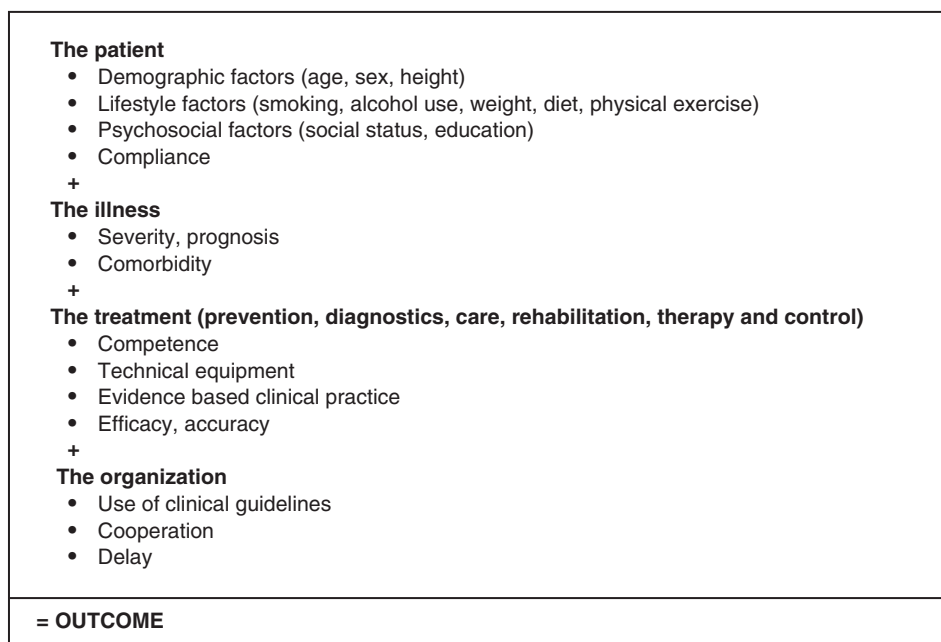 The patient
• Demographic factors (age, sex, height)
• Lifestyle factors (smoking, alcohol use, weight, diet, physical exercise)
• Psychosocial factors (social status, education)
• Compliance
+
The illness
• Severity, prognosis
• Comorbidity
+
The treatment (prevention, diagnostics, care, rehabilitation, therapy and control)
• Competence
• Technical equipment
• Evidence based clinical practice
• Efficacy, accuracy
+
The organization
• Use of clinical guidelines
• Cooperation
• Delay
= OUTCOME